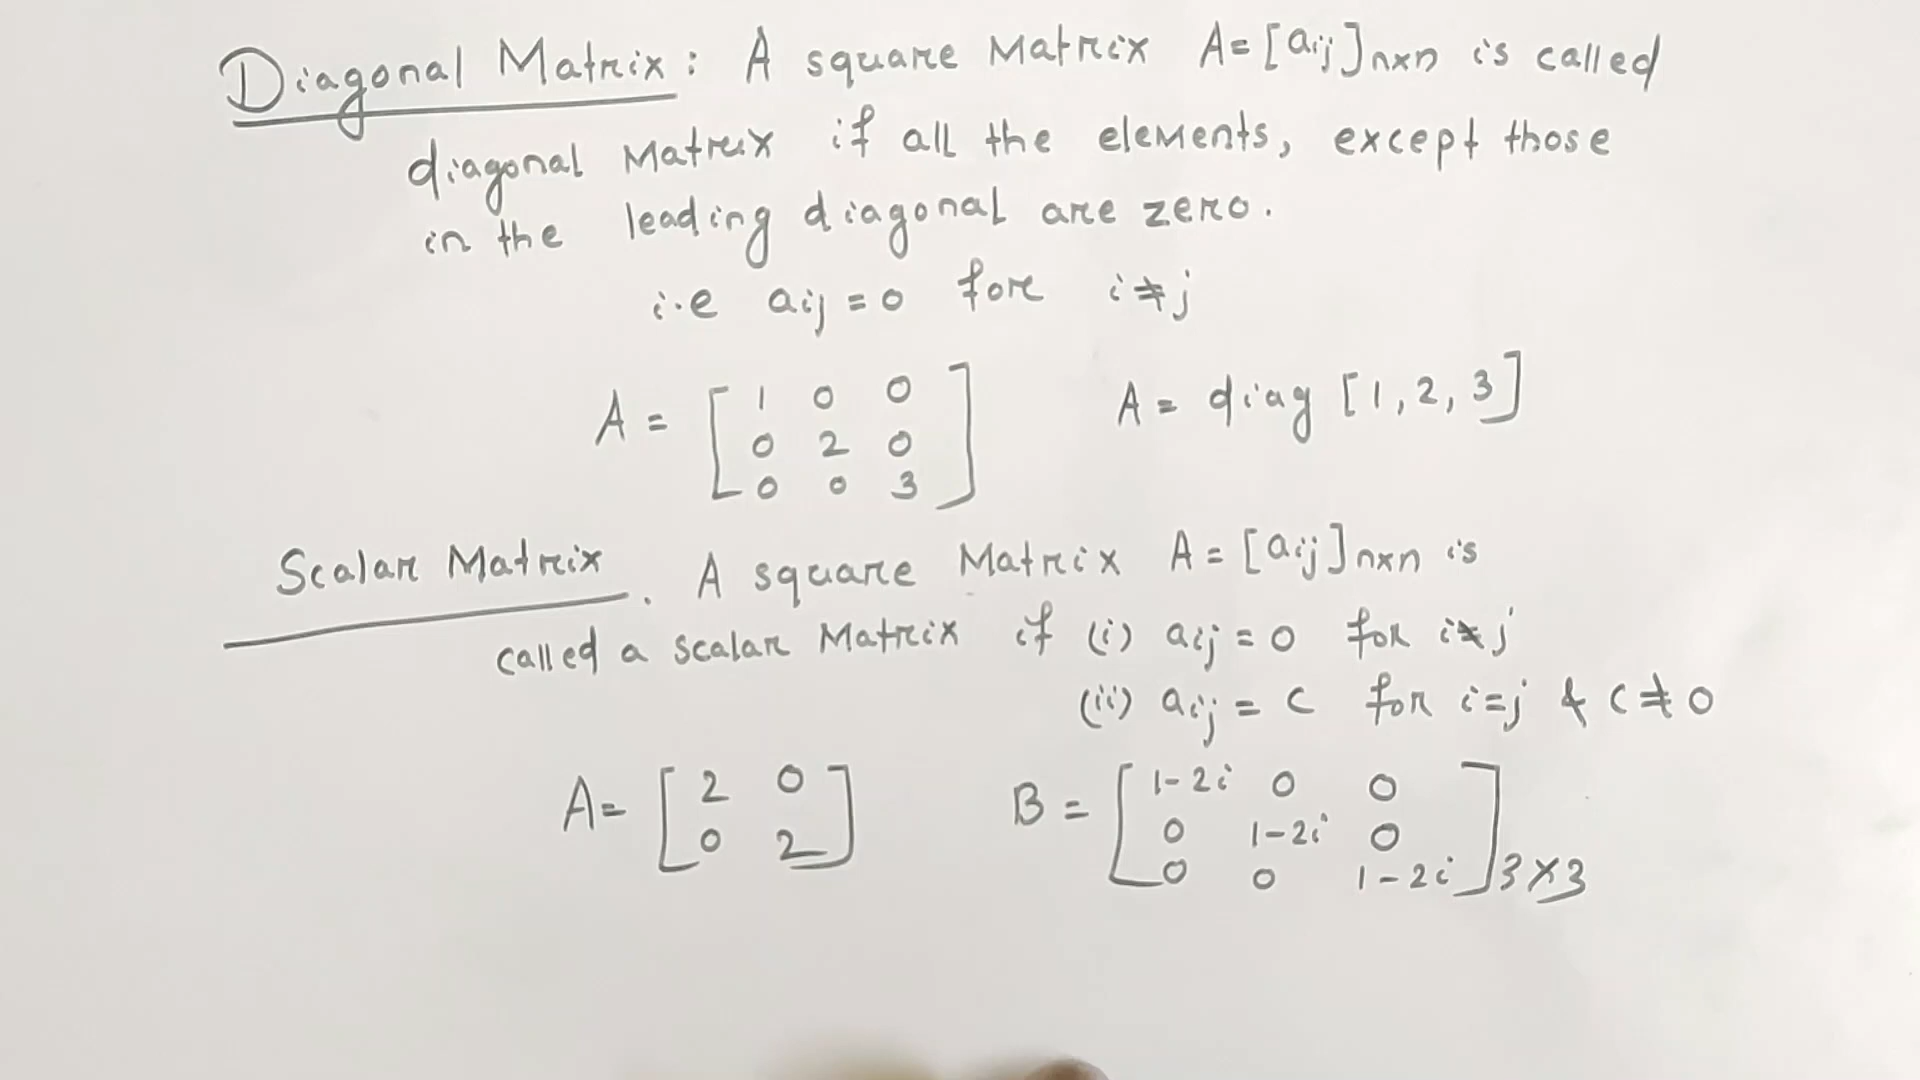 Diagonal Matrix: A square Matrix A=[aij]n×n is called
diagonal Matrix if all the elements, except those
in the leading diagonal are zero.
i.e aij = 0 for i≠j
A = [ 1 0 0
0 2 0
0 0 3 ]
A = diag [1, 2, 3]
Scalar Matrix. A square Matrix A = [aij]n×n is
called a scalar Matrix if (i) aij = 0 for i≠j
(ii) aij = c for i=j & c≠0
A= [ 2 0
0 2 ]
B = [ 1-2i 0 0
0 1-2i 0
0 0 1-2i ]3×3